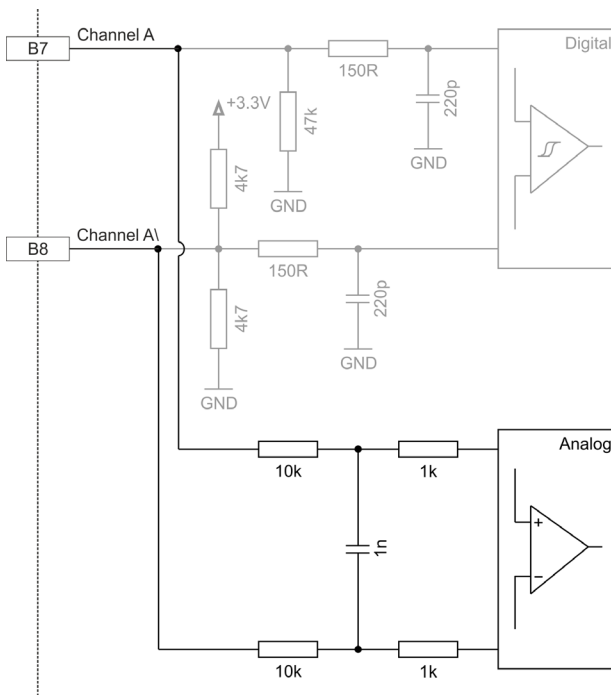 Channel A
B7
Digital
150R
+3.3V
47k
220p
GND
4k7
GND
Channel A\
B8
150R
4k7
220p
GND
GND
Analog
10k
1k
+
1n
−
10k
1k